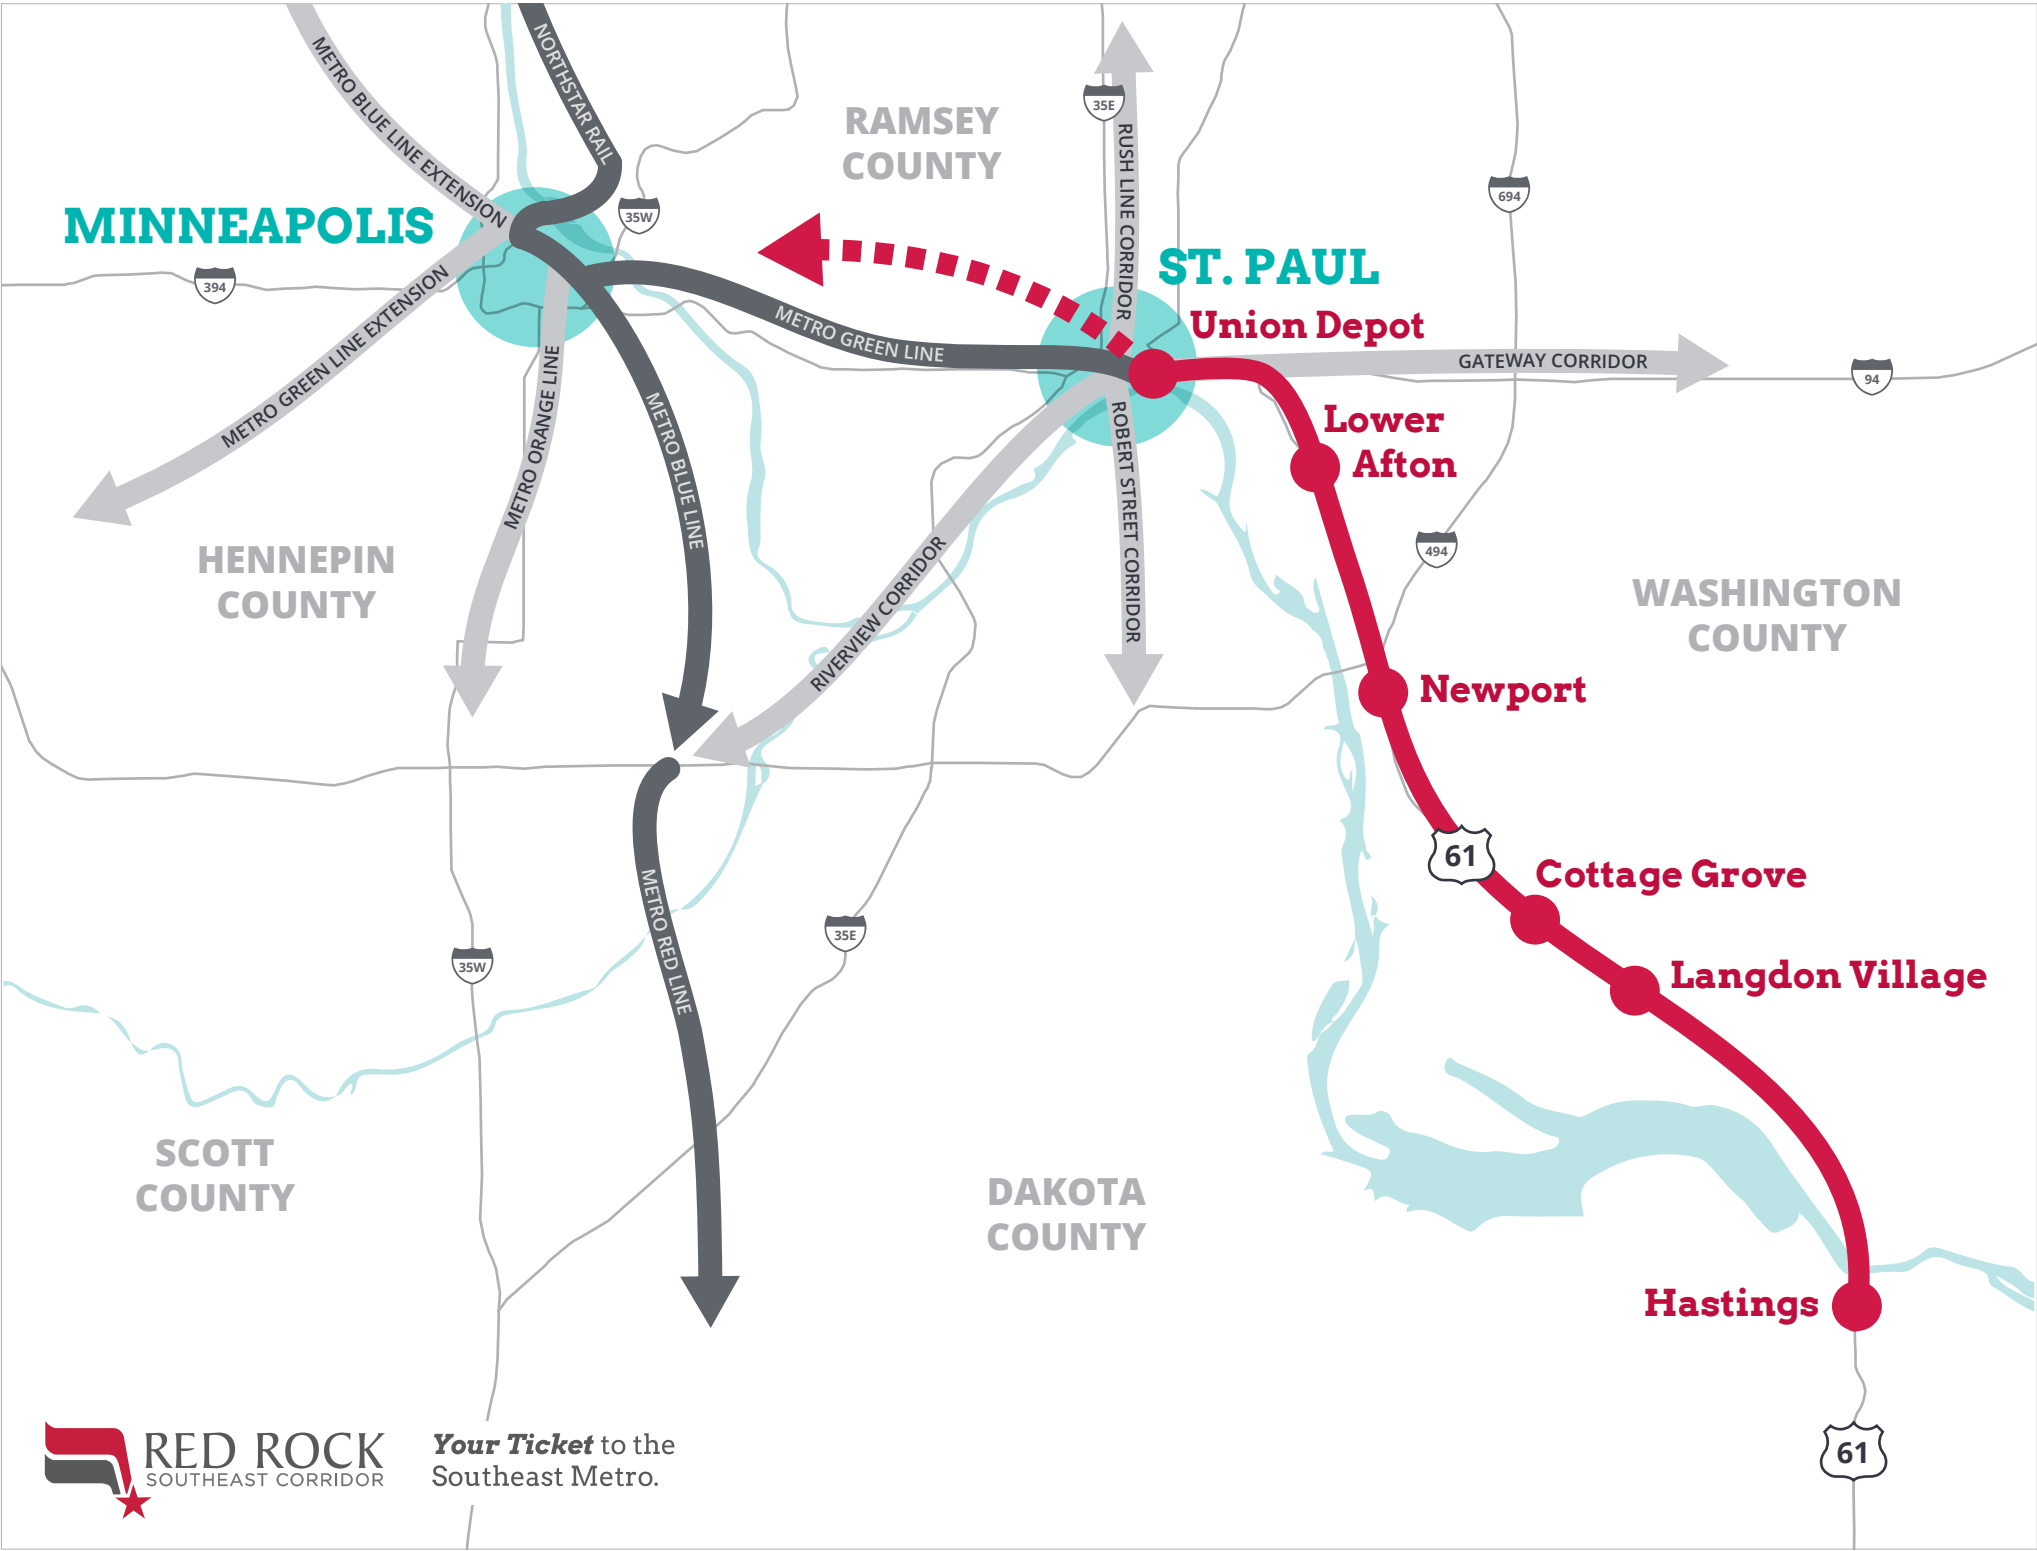 METRO BLUE LINE EXTENSION
NORTHSTAR RAIL
RAMSEY
COUNTY
35E
RUSH LINE CORRIDOR
694
35W
MINNEAPOLIS
394
METRO GREEN LINE EXTENSION
ST. PAUL
Union Depot
METRO GREEN LINE
GATEWAY CORRIDOR
94
METRO ORANGE LINE
METRO BLUE LINE
ROBERT STREET CORRIDOR
Lower
Afton
HENNEPIN
COUNTY
RIVERVIEW CORRIDOR
494
WASHINGTON
COUNTY
Newport
61
Cottage Grove
METRO RED LINE
35E
35W
Langdon Village
SCOTT
COUNTY
DAKOTA
COUNTY
Hastings
RED ROCK
SOUTHEAST CORRIDOR
Your Ticket to the
Southeast Metro.
61